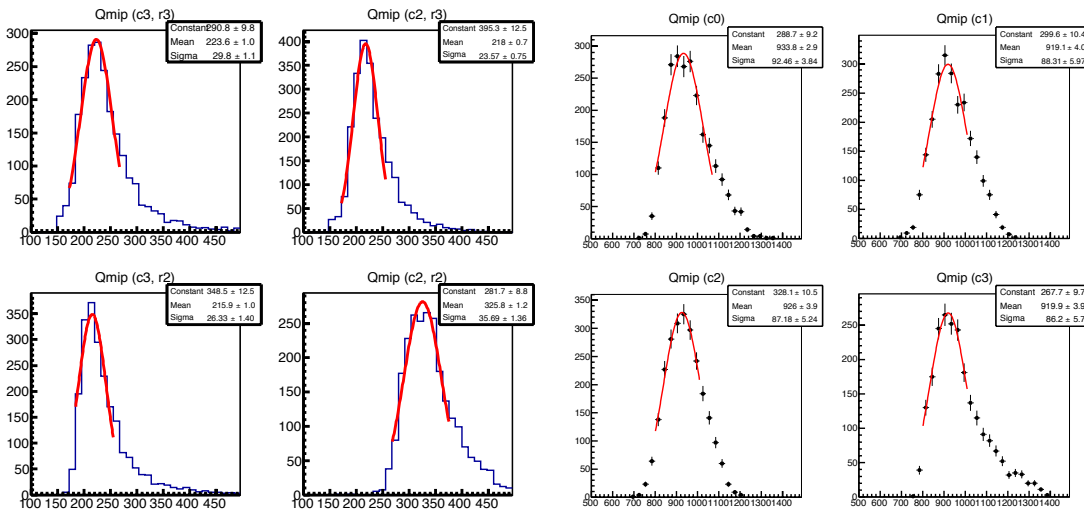 Qmip (c3, r3)
Constant 290.8 ± 9.8
Mean 223.6 ± 1.0
Sigma 29.8 ± 1.1
300
250
200
150
100
50
0
100 150 200 250 300 350 400 450
Qmip (c2, r3)
Constant 395.3 ± 12.5
Mean 218 ± 0.7
Sigma 23.57 ± 0.75
400
350
300
250
200
150
100
50
0
100 150 200 250 300 350 400 450
Qmip (c0)
Constant 288.7 ± 9.2
Mean 933.8 ± 2.9
Sigma 92.46 ± 3.84
300
250
200
150
100
50
0
500 600 700 800 900 1000 1100 1200 1300 1400
Qmip (c1)
Constant 299.6 ± 10.4
Mean 919.1 ± 4.0
Sigma 88.31 ± 5.97
350
300
250
200
150
100
50
0
500 600 700 800 900 1000 1100 1200 1300 1400
Qmip (c3, r2)
Constant 348.5 ± 12.5
Mean 215.9 ± 1.0
Sigma 26.33 ± 1.40
350
300
250
200
150
100
50
0
100 150 200 250 300 350 400 450
Qmip (c2, r2)
Constant 281.7 ± 8.8
Mean 325.8 ± 1.2
Sigma 35.69 ± 1.36
250
200
150
100
50
0
100 150 200 250 300 350 400 450
Qmip (c2)
Constant 328.1 ± 10.5
Mean 926 ± 3.9
Sigma 87.18 ± 5.24
350
300
250
200
150
100
50
0
500 600 700 800 900 1000 1100 1200 1300 1400
Qmip (c3)
Constant 267.7 ± 9.7
Mean 919.9 ± 3.9
Sigma 86.2 ± 5.7
250
200
150
100
50
0
500 600 700 800 900 1000 1100 1200 1300 1400